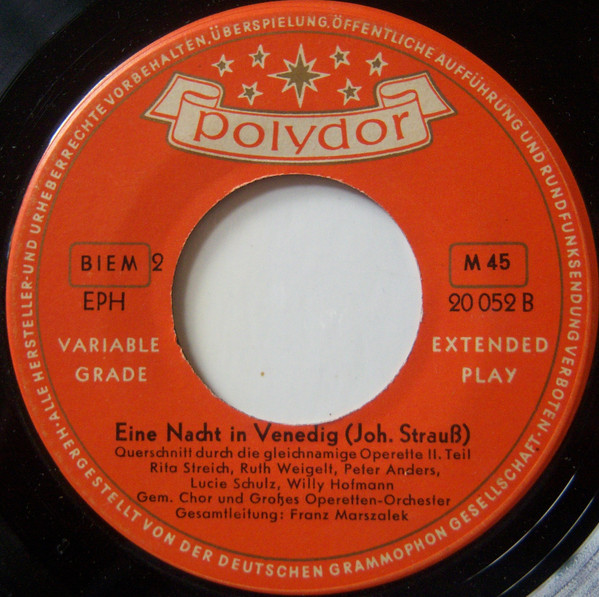 ·ALLE HERSTELLER-UND URHEBERRECHTE VORBEHALTEN, ÜBERSPIELUNG, ÖFFENTLICHE AUFFÜHRUNG UND RUNDFUNKSENDUNG VERBOTEN·
polydor
BIEM 2
M 45
EPH
20 052 B
VARIABLE
GRADE
EXTENDED
PLAY
Eine Nacht in Venedig (Joh. Strauß)
Querschnitt durch die gleichnamige Operette II. Teil
Rita Streich, Ruth Weigelt, Peter Anders,
Lucie Schulz, Willy Hofmann
Gem. Chor und Großes Operetten-Orchester
Gesamtleitung: Franz Marszalek
HERGESTELLT VON DER DEUTSCHEN GRAMMOPHON GESELLSCHAFT·